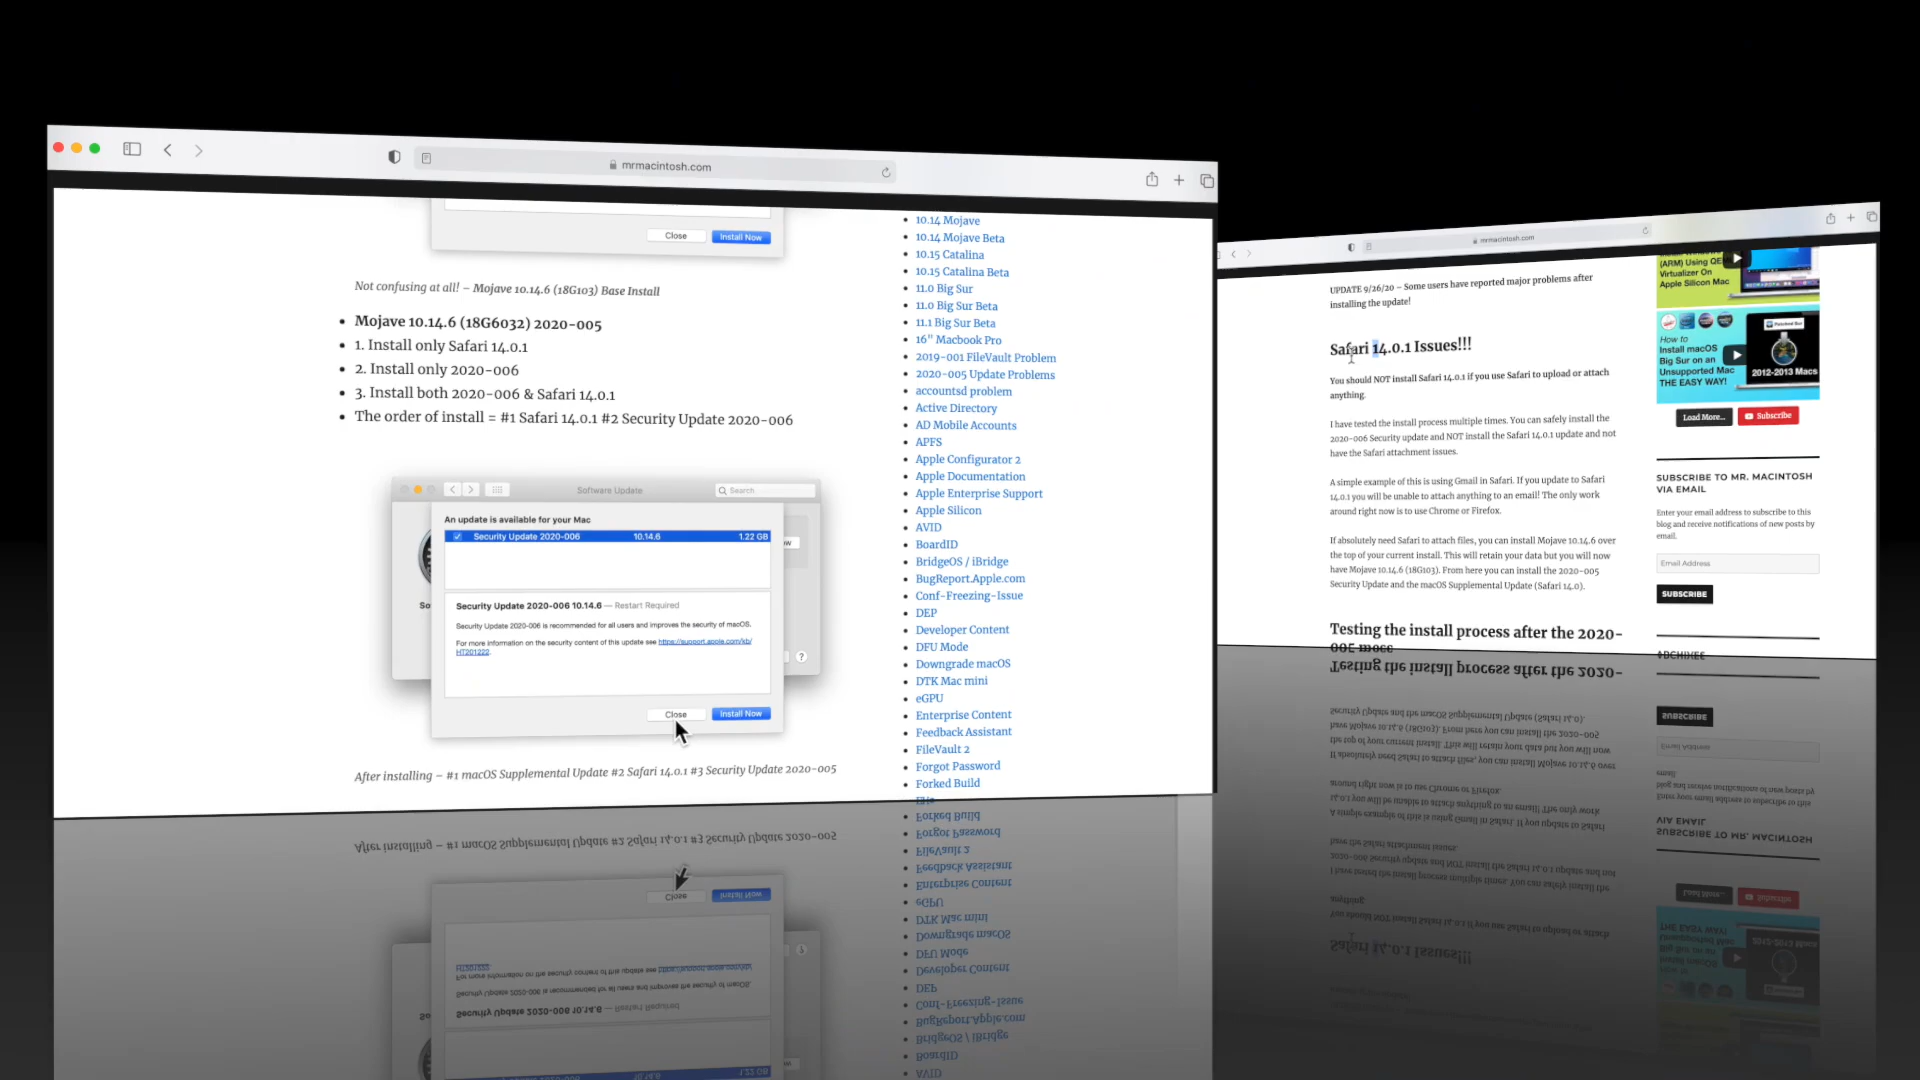 mrmacintosh.com
Close
Install Now
Not confusing at all! – Mojave 10.14.6 (18G103) Base Install
Mojave 10.14.6 (18G6032) 2020-005
1. Install only Safari 14.0.1
2. Install only 2020-006
3. Install both 2020-006 & Safari 14.0.1
The order of install = #1 Safari 14.0.1 #2 Security Update 2020-006
Software Update
Search
An update is available for your Mac
Security Update 2020-006 10.14.6 1.22 GB
Security Update 2020-006 10.14.6 — Restart Required
Security Update 2020-006 is recommended for all users and improves the security of macOS.
For more information on the security content of this update see https://support.apple.com/kb/
HT201222.
?
Close
Install Now
After installing – #1 macOS Supplemental Update #2 Safari 14.0.1 #3 Security Update 2020-005
10.14 Mojave
10.14 Mojave Beta
10.15 Catalina
10.15 Catalina Beta
11.0 Big Sur
11.0 Big Sur Beta
11.1 Big Sur Beta
16" Macbook Pro
2019-001 FileVault Problem
2020-005 Update Problems
accountsd problem
Active Directory
AD Mobile Accounts
APFS
Apple Configurator 2
Apple Documentation
Apple Enterprise Support
Apple Silicon
AVID
BoardID
BridgeOS / iBridge
BugReport.Apple.com
Conf-Freezing-Issue
DEP
Developer Content
DFU Mode
Downgrade macOS
DTK Mac mini
eGPU
Enterprise Content
Feedback Assistant
FileVault 2
Forgot Password
Forked Build
mrmacintosh.com
UPDATE 9/26/20 – Some users have reported major problems after
installing the update!
Safari 14.0.1 Issues!!!
You should NOT install Safari 14.0.1 if you use Safari to upload or attach
anything.
I have tested the install process multiple times. You can safely install the
2020-006 Security update and NOT install the Safari 14.0.1 update and not
have the Safari attachment issues.
A simple example of this is using Gmail in Safari. If you update to Safari
14.0.1 you will be unable to attach anything to an email! The only work
around right now is to use Chrome or Firefox.
If absolutely need Safari to attach files, you can install Mojave 10.14.6 over
the top of your current install. This will retain your data but you will now
have Mojave 10.14.6 (18G103). From here you can install the 2020-005
Security Update and the macOS Supplemental Update (Safari 14.0).
Testing the install process after the 2020-
(ARM) Using QEMU
Virtualizer On
Apple Silicon Mac
How to
Install macOS
Big Sur on an
Unsupported Mac
THE EASY WAY!
Patched Sur
2012-2013 Macs
Load More...
Subscribe
SUBSCRIBE TO MR. MACINTOSH
VIA EMAIL
Enter your email address to subscribe to this
blog and receive notifications of new posts by
email.
Email Address
SUBSCRIBE